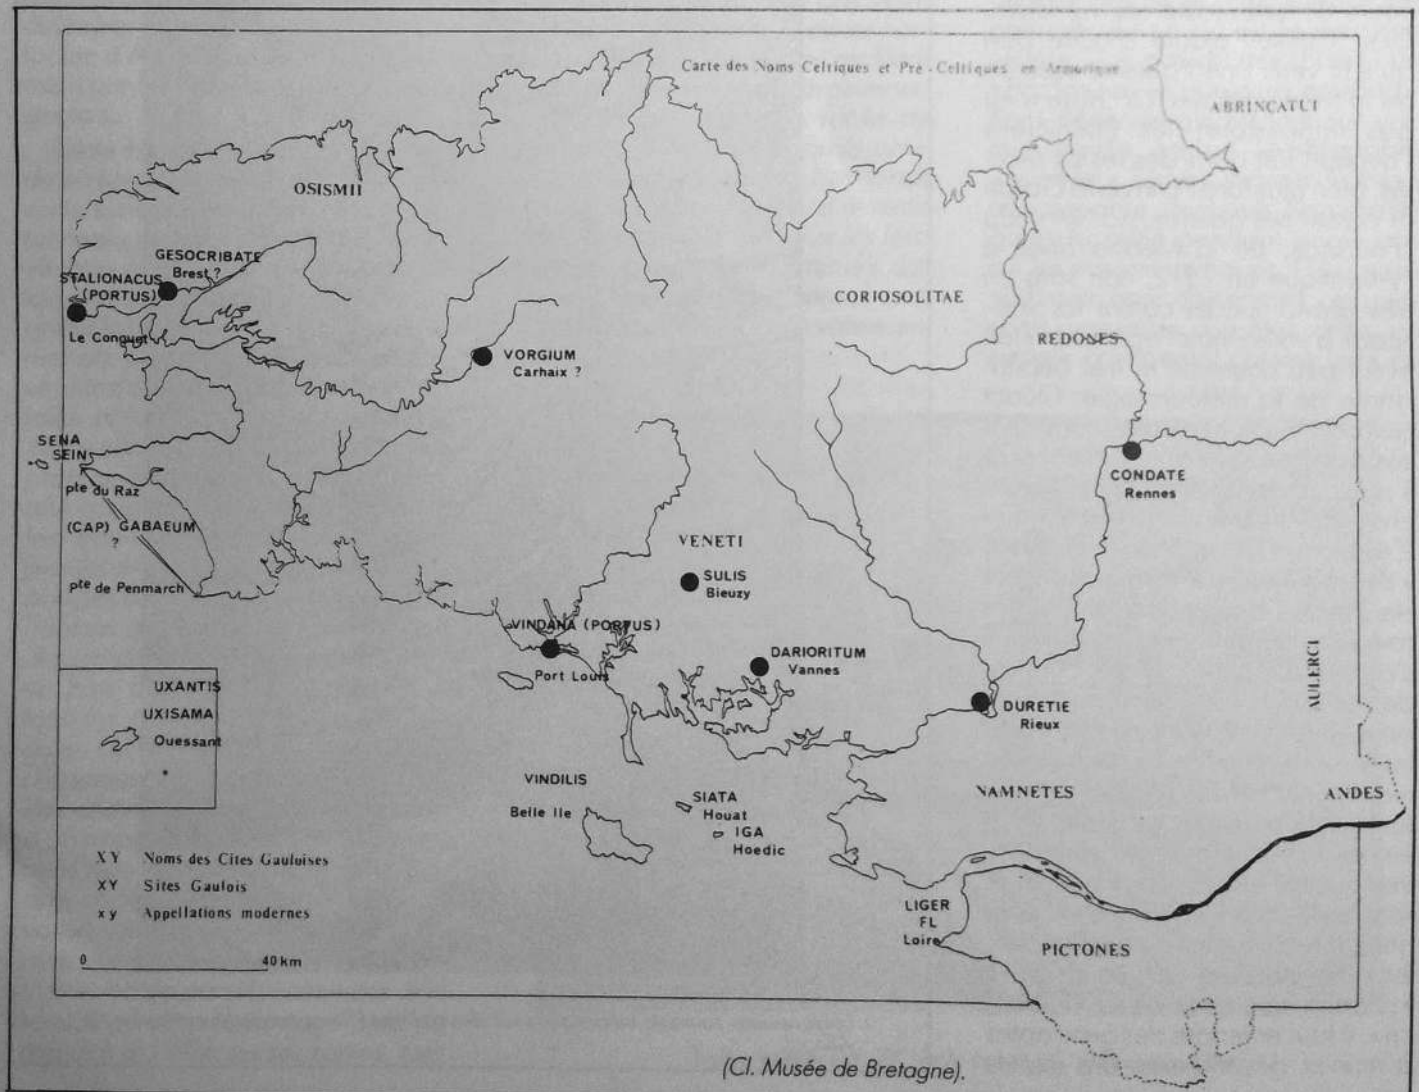 Carte des Noms Celtiques et Pré-Celtiques en Armorique
ABRINCATUI
OSISMII
GESOCRIBATE
Brest ?
STALIONACUS
(PORTUS)
Le Conquet
CORIOSOLITAE
REDONES
VORGIUM
Carhaix ?
SENA
SEIN
pte du Raz
(CAP) GABAEUM
?
pte de Penmarch
CONDATE
Rennes
VENETI
SULIS
Bieuzy
VINDANA (PORTUS)
Port Louis
DARIORITUM
Vannes
DURETIE
Rieux
AULERCI
UXANTIS
UXISAMA
Ouessant
VINDILIS
Belle Ile
SIATA
Houat
IGA
Hoedic
NAMNETES
ANDES
XY Noms des Cites Gauloises
XY Sites Gaulois
xy Appellations modernes
LIGER
FL
Loire
PICTONES
0 40 km
(Cl. Musée de Bretagne).